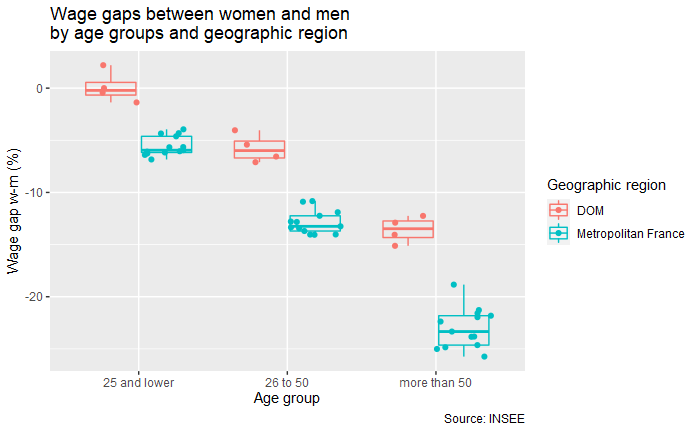 Wage gaps between women and men
by age groups and geographic region
Wage gap w-m (%)
0
-10
-20
25 and lower
26 to 50
more than 50
Age group
Geographic region
DOM
Metropolitan France
Source: INSEE